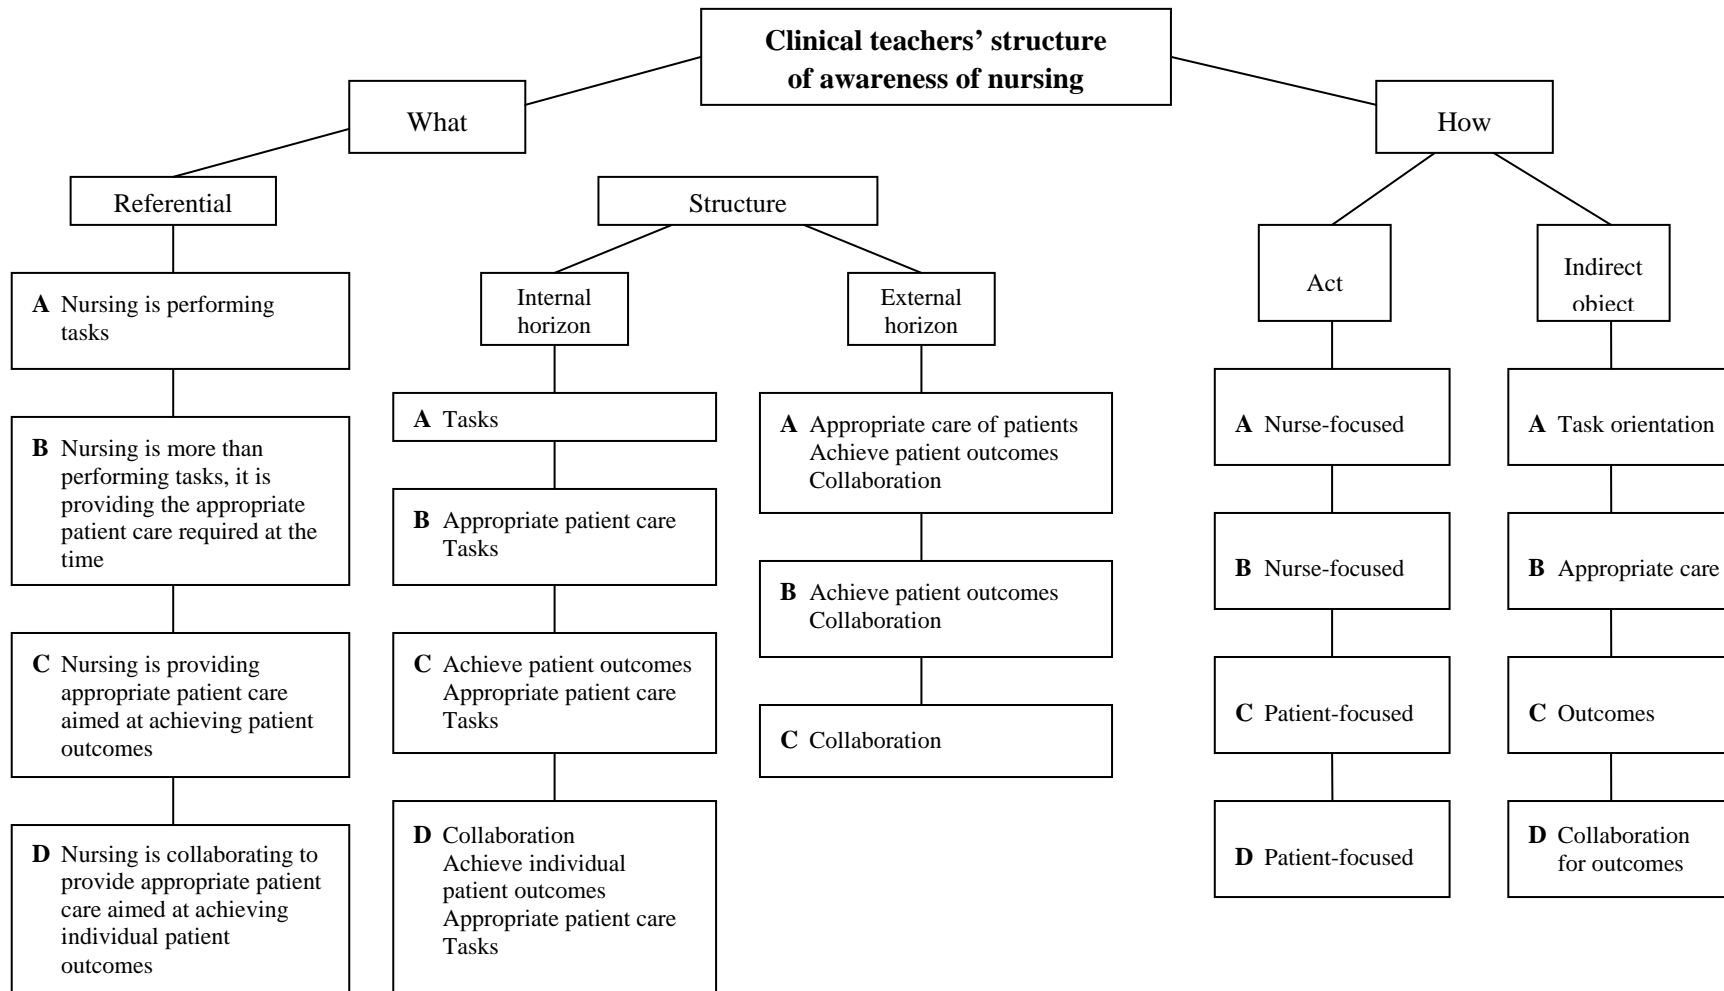 Clinical teachers’ structure
of awareness of nursing
What
How
Referential
Structure
Internal
horizon
External
horizon
Act
Indirect
object
A Nursing is performing
tasks
B Nursing is more than
performing tasks, it is
providing the appropriate
patient care required at the
time
C Nursing is providing
appropriate patient care
aimed at achieving patient
outcomes
D Nursing is collaborating to
provide appropriate patient
care aimed at achieving
individual patient
outcomes
A Tasks
B Appropriate patient care
Tasks
C Achieve patient outcomes
Appropriate patient care
Tasks
D Collaboration
Achieve individual
patient outcomes
Appropriate patient care
Tasks
A Appropriate care of patients
Achieve patient outcomes
Collaboration
B Achieve patient outcomes
Collaboration
C Collaboration
A Nurse-focused
B Nurse-focused
C Patient-focused
D Patient-focused
A Task orientation
B Appropriate care
C Outcomes
D Collaboration
for outcomes